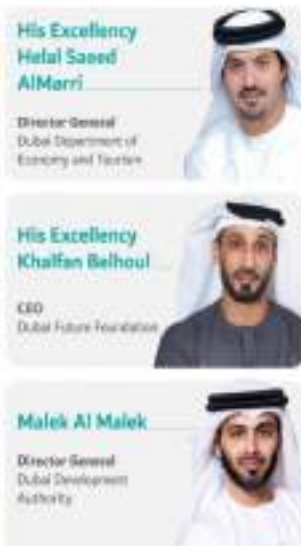 His Excellency
Helal Saeed
AlMarri
Director General
Dubai Department of
Economy and Tourism
His Excellency
Khalfan Belhoul
CEO
Dubai Future Foundation
Malek Al Malek
Director General
Dubai Development
Authority